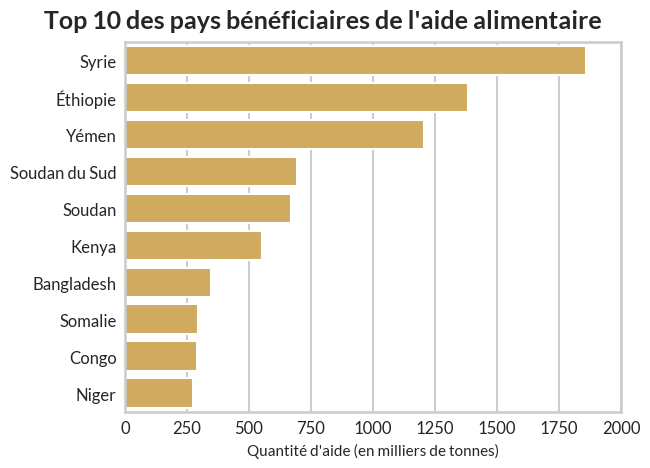 Top 10 des pays bénéficiaires de l'aide alimentaire
Syrie
Éthiopie
Yémen
Soudan du Sud
Soudan
Kenya
Bangladesh
Somalie
Congo
Niger
0 250 500 750 1000 1250 1500 1750 2000
Quantité d'aide (en milliers de tonnes)